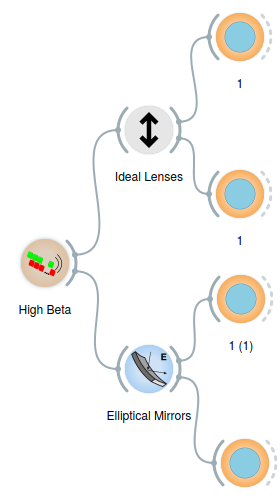 1
Ideal Lenses
1
High Beta
1 (1)
E
Elliptical Mirrors